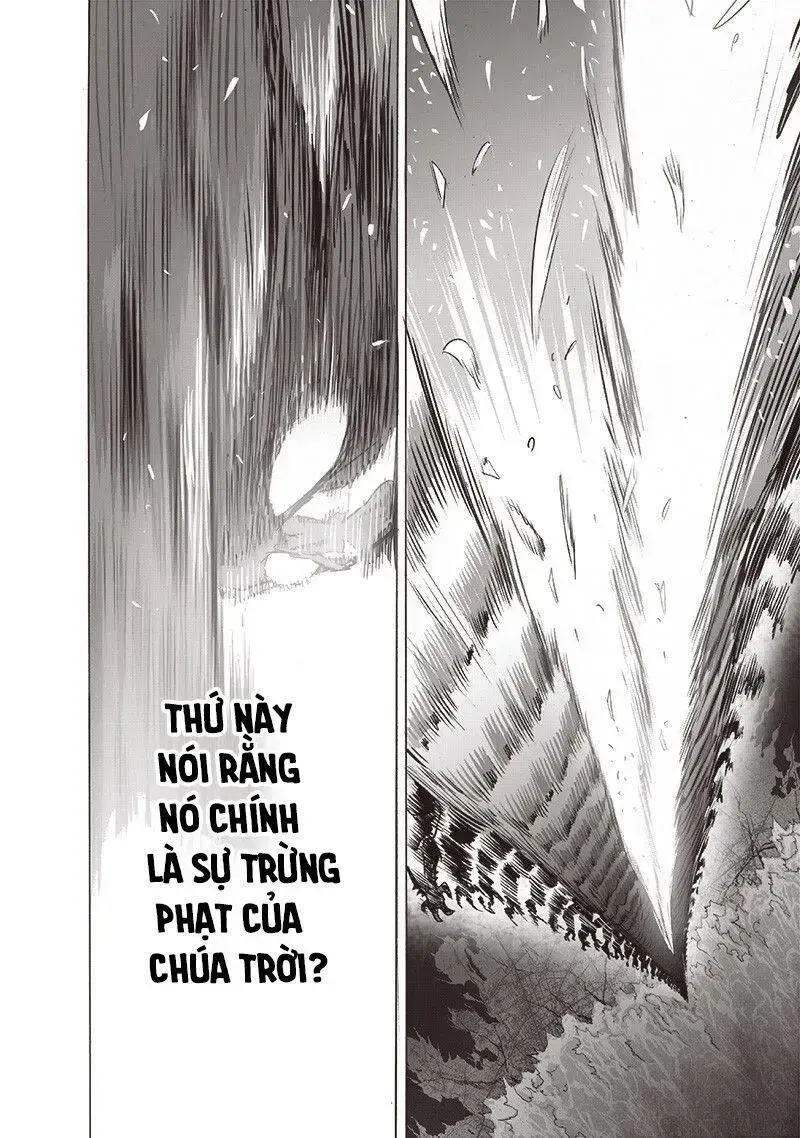 THỨ NÀY
NÓI RẰNG
NÓ CHÍNH
LÀ SỰ TRỪNG
PHẠT CỦA
CHÚA TRỜI?